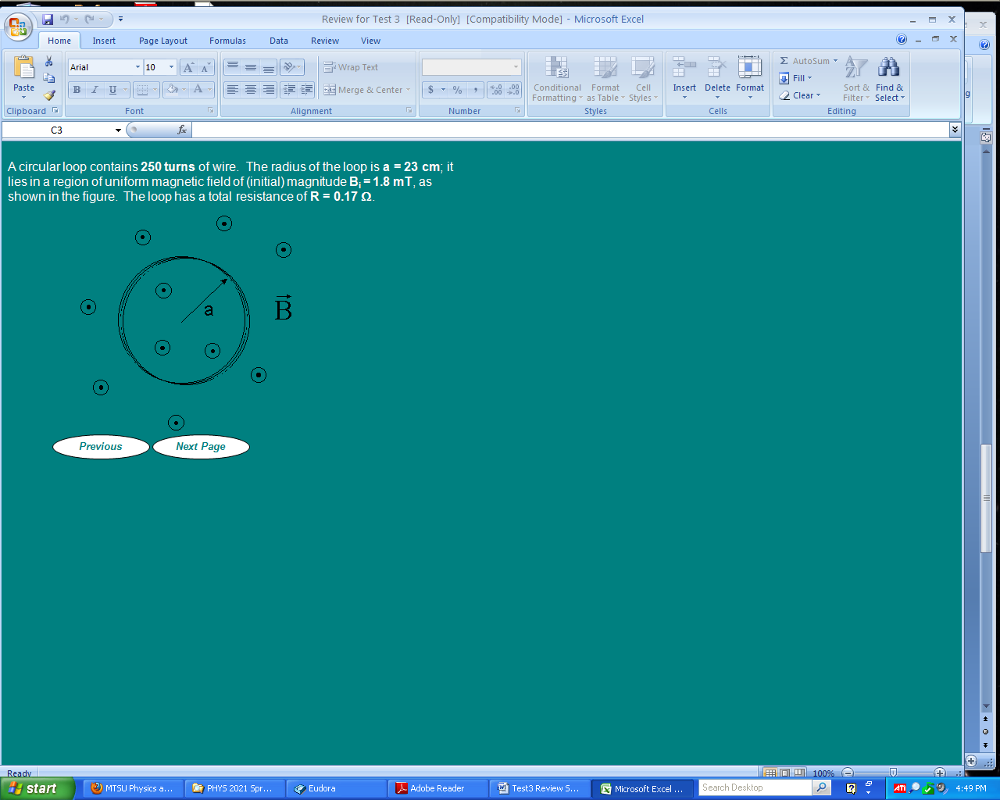 Review for Test 3 [Read-Only] [Compatibility Mode] - Microsoft Excel
Home Insert Page Layout Formulas Data Review View
Paste
Clipboard
Arial 10
B I U
Font
Wrap Text
Merge & Center
Alignment
$ % ,
Number
Conditional Formatting
Format as Table
Cell Styles
Styles
Insert Delete Format
Cells
Σ AutoSum
Fill
Clear
Sort & Filter
Find & Select
Editing
C3 fx
A circular loop contains 250 turns of wire. The radius of the loop is a = 23 cm; it
lies in a region of uniform magnetic field of (initial) magnitude Bi = 1.8 mT, as
shown in the figure. The loop has a total resistance of R = 0.17 Ω.
a
B
Previous Next Page
Ready 100%
start MTSU Physics a... PHYS 2021 Spr... Eudora Adobe Reader Test3 Review S... Microsoft Excel ... Search Desktop ATI 4:49 PM